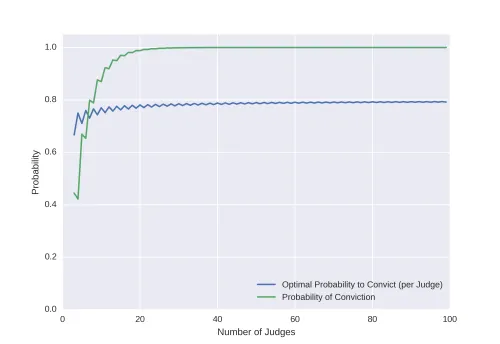 1.0
0.8
0.6
0.4
0.2
0.0
Probability
0 20 40 60 80 100
Number of Judges
Optimal Probability to Convict (per Judge)
Probability of Conviction